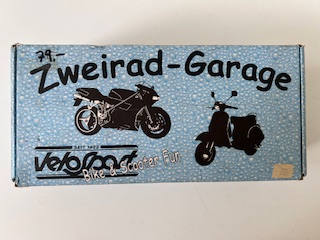 79.-
Zweirad-Garage
velosport
Bike & Scooter Fun